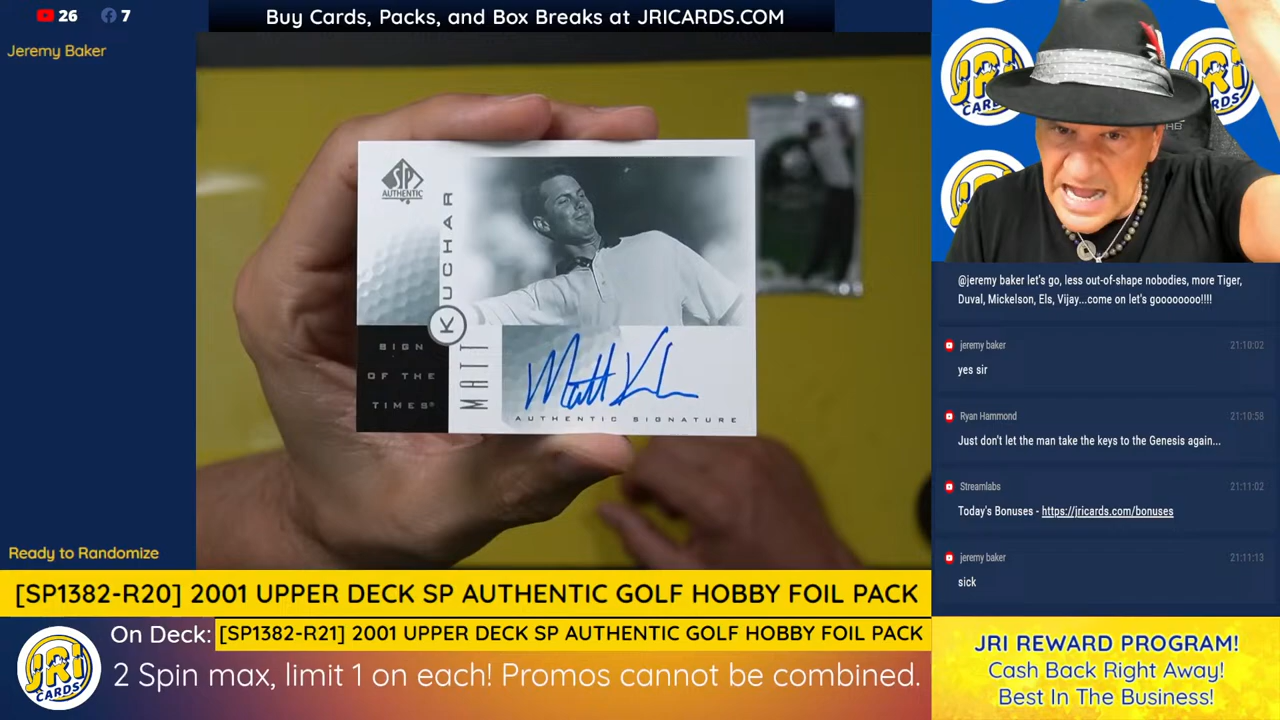 26
7
Buy Cards, Packs, and Box Breaks at JRICARDS.COM
Jeremy Baker
SP
AUTHENTIC
MATT KUCHAR
SIGN
OF THE
TIMES®
Matt Kuchar
AUTHENTIC SIGNATURE
JRI
CARDS
@jeremy baker let's go, less out-of-shape nobodies, more Tiger,
Duval, Mickelson, Els, Vijay...come on let's goooooooo!!!!
jeremy baker 21:10:02
yes sir
Ryan Hammond 21:10:58
Just don't let the man take the keys to the Genesis again...
Streamlabs 21:11:02
Today's Bonuses - https://jricards.com/bonuses
jeremy baker 21:11:13
sick
Ready to Randomize
[SP1382-R20] 2001 UPPER DECK SP AUTHENTIC GOLF HOBBY FOIL PACK
On Deck: [SP1382-R21] 2001 UPPER DECK SP AUTHENTIC GOLF HOBBY FOIL PACK
2 Spin max, limit 1 on each! Promos cannot be combined.
JRI
CARDS
JRI REWARD PROGRAM!
Cash Back Right Away!
Best In The Business!